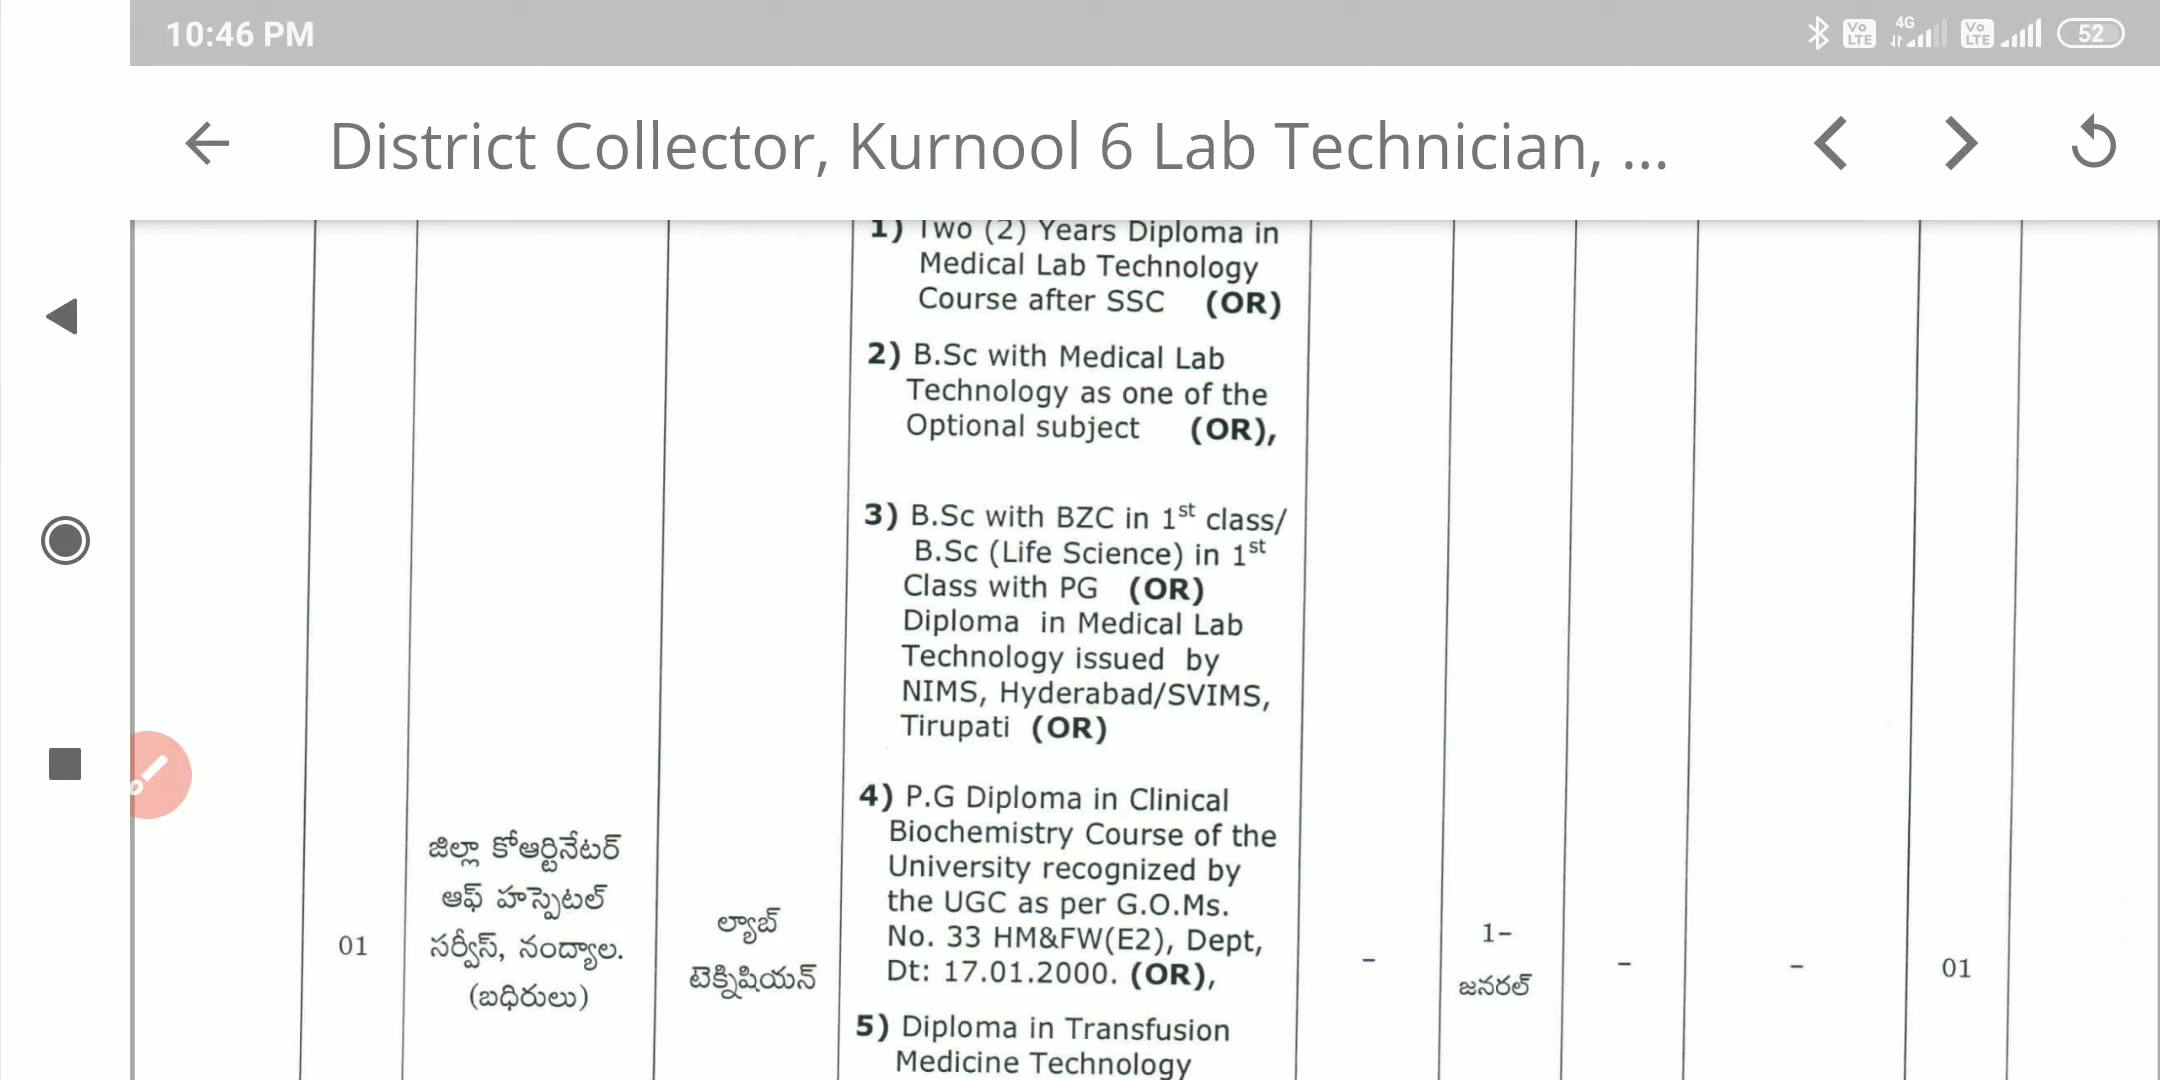 10:46 PM
Vo LTE 4G Vo LTE 52
District Collector, Kurnool 6 Lab Technician, ...
1) Two (2) Years Diploma in
Medical Lab Technology
Course after SSC (OR)
2) B.Sc with Medical Lab
Technology as one of the
Optional subject (OR),
3) B.Sc with BZC in 1st class/
B.Sc (Life Science) in 1st
Class with PG (OR)
Diploma in Medical Lab
Technology issued by
NIMS, Hyderabad/SVIMS,
Tirupati (OR)
4) P.G Diploma in Clinical
Biochemistry Course of the
University recognized by
the UGC as per G.O.Ms.
No. 33 HM&FW(E2), Dept,
Dt: 17.01.2000. (OR),
5) Diploma in Transfusion
Medicine Technology
01
జిల్లా కోఆర్డినేటర్
ఆఫ్ హాస్పెటల్
సర్వీస్, నంద్యాల.
(బధిరులు)
ల్యాబ్
టెక్నిషియన్
-
1-
జనరల్
-
-
01